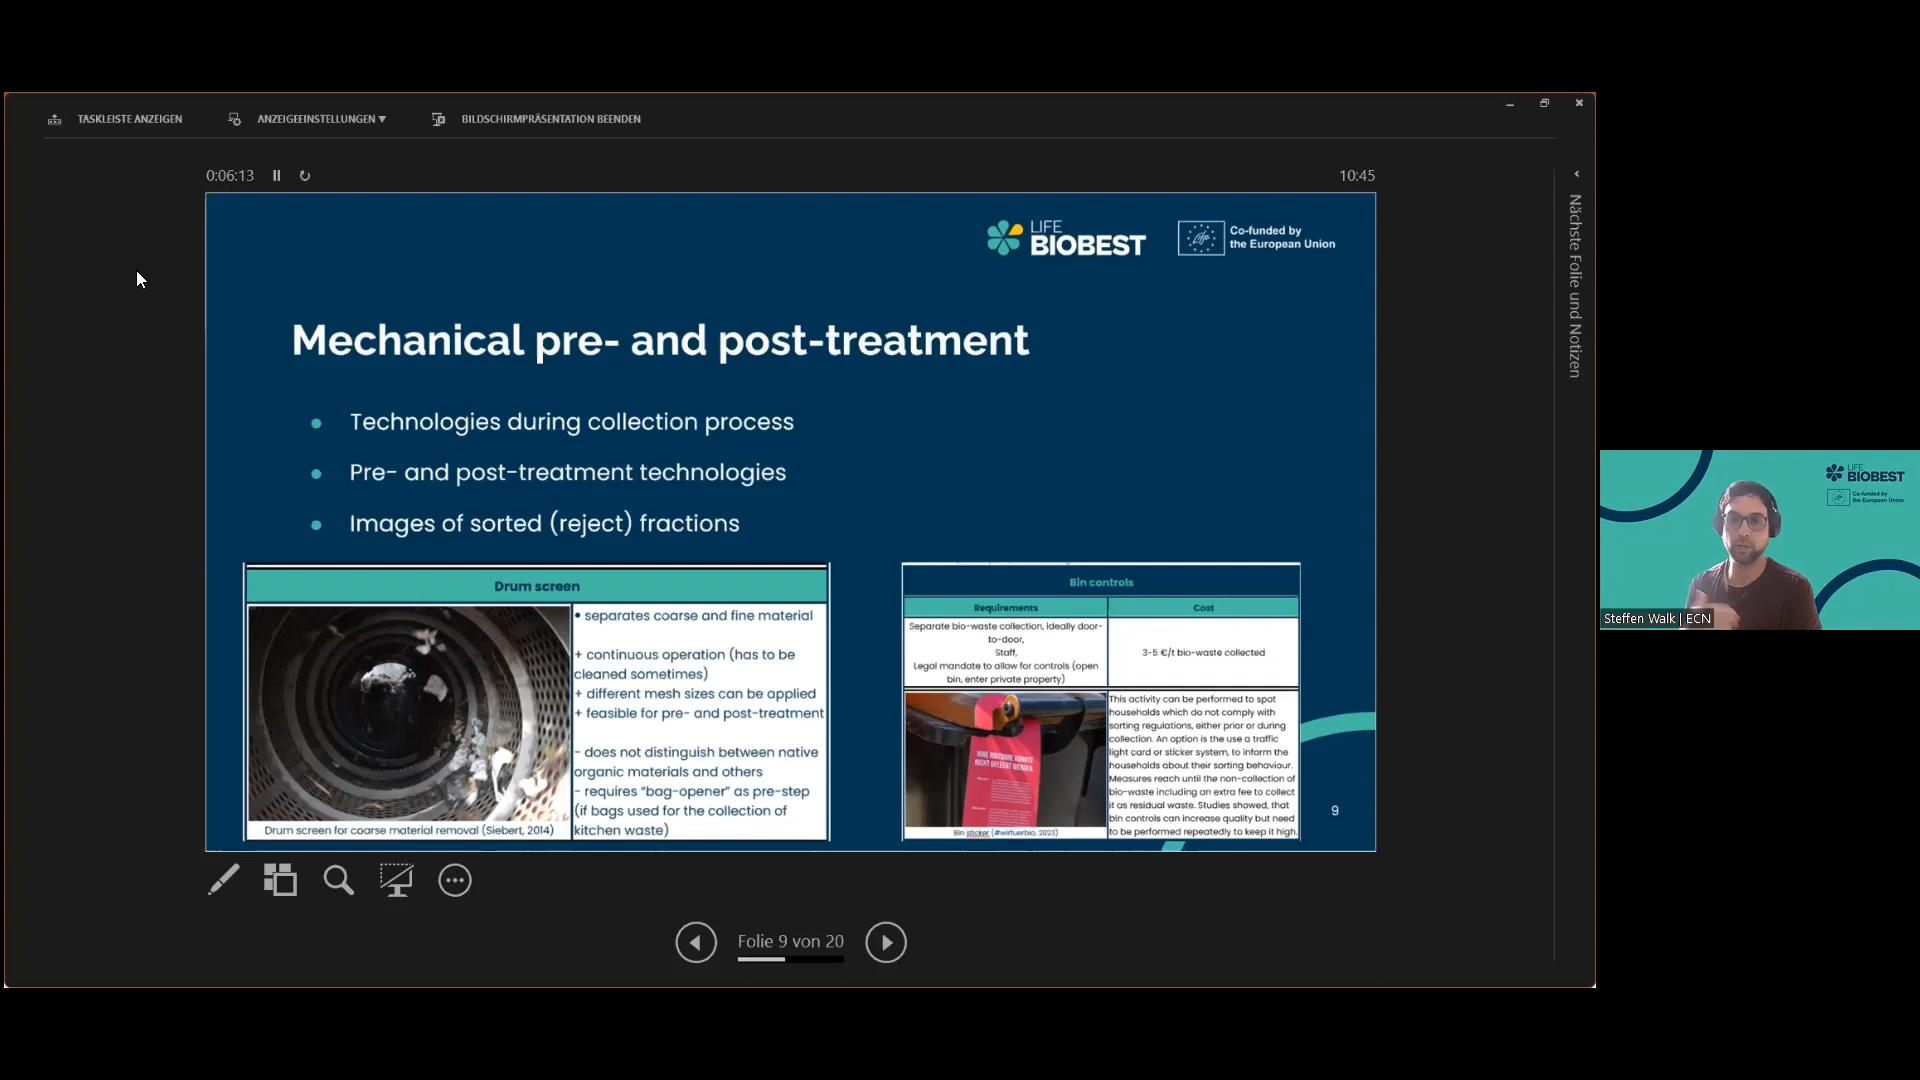 TASKLEISTE ANZEIGEN
ANZEIGEEINSTELLUNGEN ▾
BILDSCHIRMPRÄSENTATION BEENDEN
0:06:13
10:45
Nächste Folie und Notizen
LIFE
BIOBEST
Co-funded by
the European Union
Mechanical pre- and post-treatment
Technologies during collection process
Pre- and post-treatment technologies
Images of sorted (reject) fractions
Drum screen
• separates coarse and fine material
+ continuous operation (has to be
cleaned sometimes)
+ different mesh sizes can be applied
+ feasible for pre- and post-treatment
- does not distinguish between native
organic materials and others
- requires “bag-opener” as pre-step
(if bags used for the collection of
kitchen waste)
Drum screen for coarse material removal (Siebert, 2014)
Bin controls
Requirements
Cost
Separate bio-waste collection, ideally door-
to-door,
Staff,
Legal mandate to allow for controls (open
bin, enter private property)
3-5 €/t bio-waste collected
IHRE BIOTONNE KONNTE
NICHT GELEERT WERDEN
Bin sticker (#wirfuerbio, 2023)
This activity can be performed to spot
households which do not comply with
sorting regulations, either prior or during
collection. An option is the use a traffic
light card or sticker system, to inform the
households about their sorting behaviour.
Measures reach until the non-collection of
bio-waste including an extra fee to collect
it as residual waste. Studies showed, that
bin controls can increase quality but need
to be performed repeatedly to keep it high.
9
Folie 9 von 20
LIFE
BIOBEST
Co-funded by
the European Union
Steffen Walk | ECN